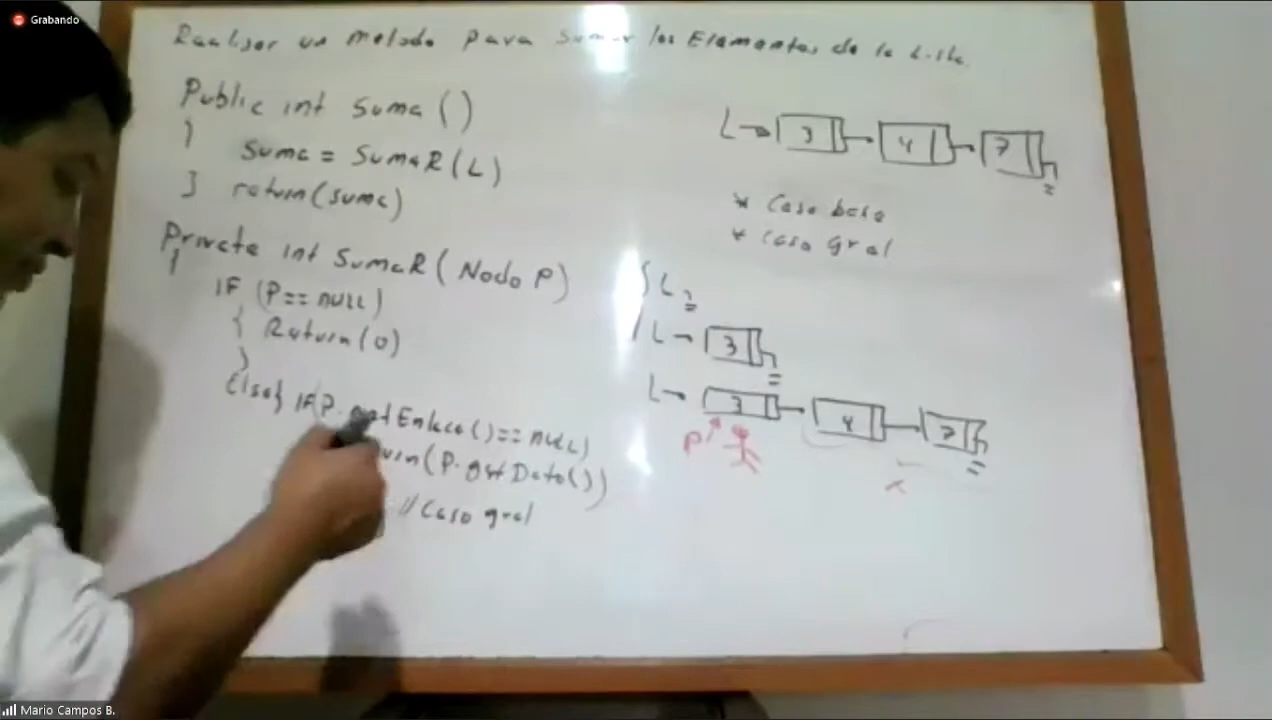 Grabando
Realizar un metodo para Sumar los Elementos de la Lista
Public int Suma ()
{
Suma = SumaR(L)
} return(suma)
Private int SumaR(Nodo P)
{
IF (P==null)
{ Return(0)
}
Else{ IF(P.getEnlace()==null)
(P.getDato())
//Caso gral
L 3 4 7
* Caso base
* Caso gral
L
L 3
L 3 4 7
P
Mario Campos B.